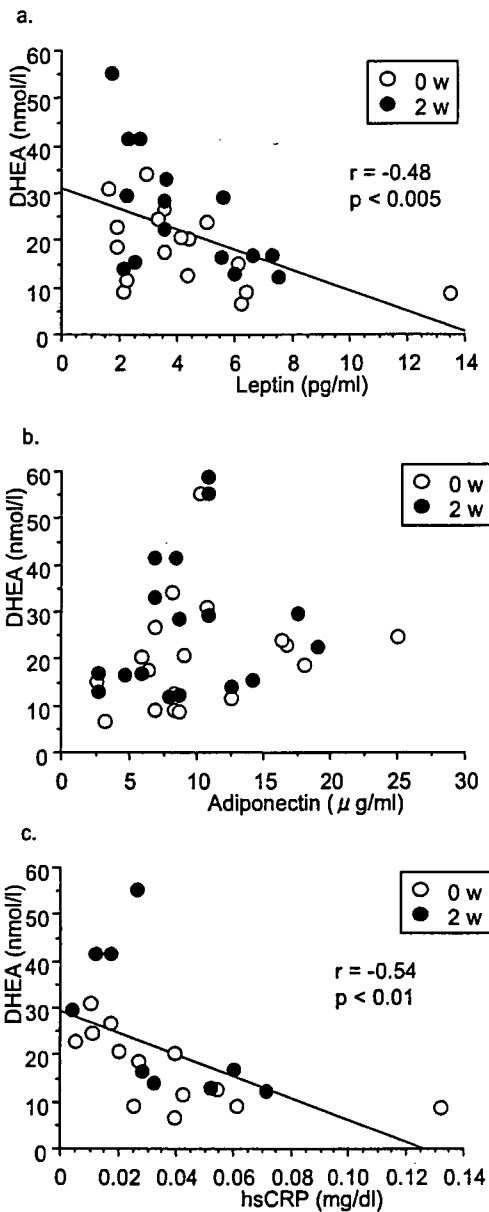 a.
60
50
40
30
20
10
0
DHEA (nmol/l)
0 w
2 w
r = -0.48
p < 0.005
0 2 4 6 8 10 12 14
Leptin (pg/ml)
b.
60
50
40
30
20
10
0
DHEA (nmol/l)
0 w
2 w
0 5 10 15 20 25 30
Adiponectin ( μ g/ml)
c.
60
50
40
30
20
10
0
DHEA (nmol/l)
0 w
2 w
r = -0.54
p < 0.01
0 0.02 0.04 0.06 0.08 0.10 0.12 0.14
hsCRP (mg/dl)